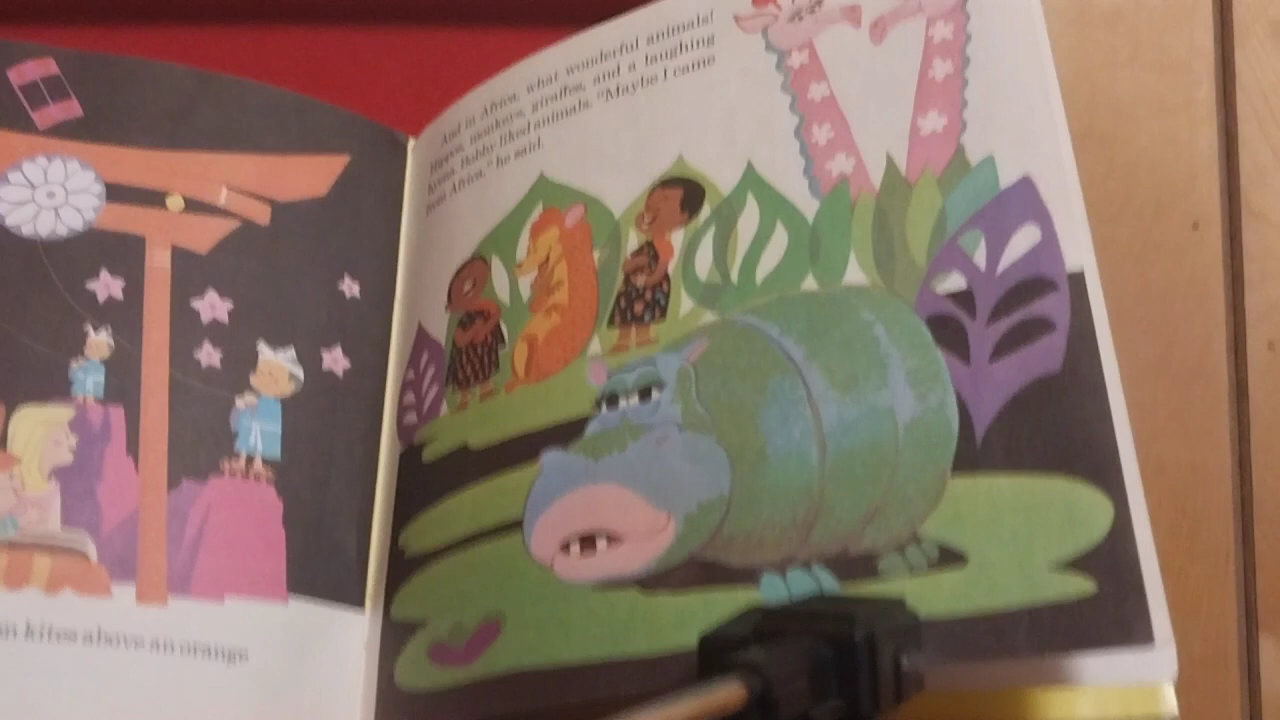 n kites above an orange
And in Africa, what wonderful animals!
Hippos, monkeys, giraffes, and a laughing
hyena. Bobby liked animals. "Maybe I came
from Africa," he said.